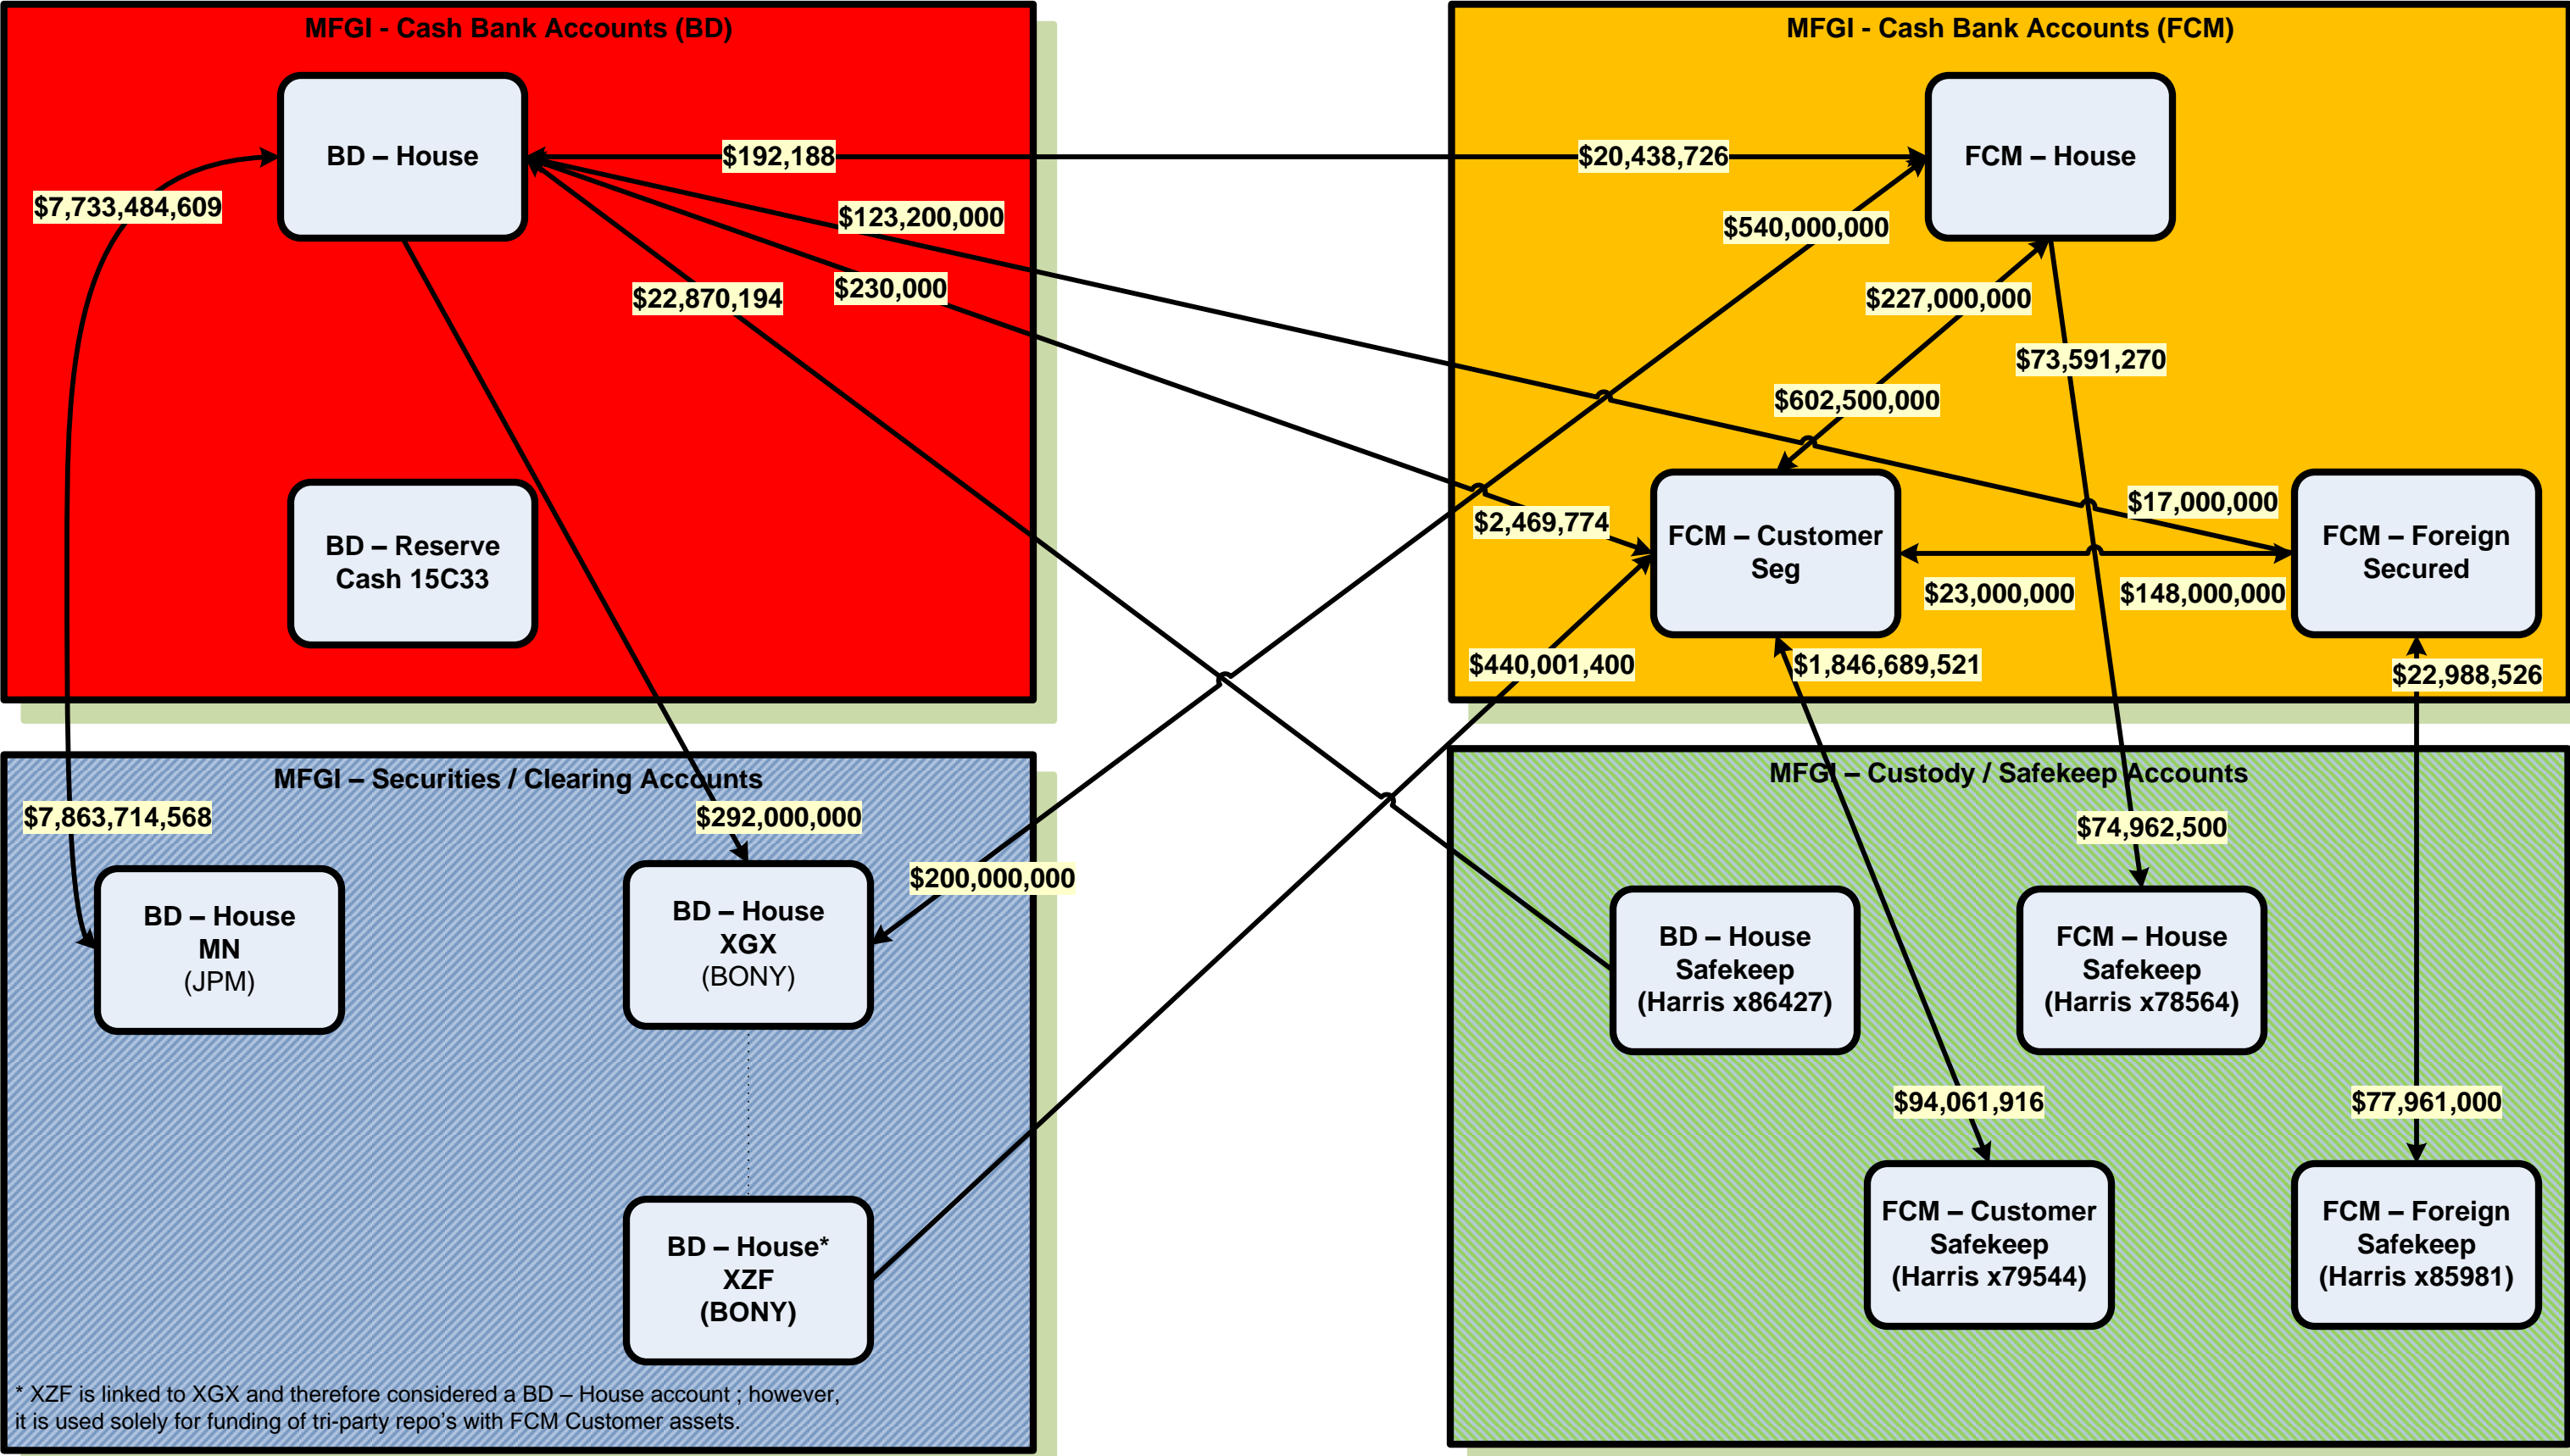 MFGI - Cash Bank Accounts (BD)
BD – House
$192,188
$7,733,484,609
$123,200,000
$230,000
$22,870,194
BD – Reserve
Cash 15C33
MFGI - Cash Bank Accounts (FCM)
FCM – House
$20,438,726
$540,000,000
$227,000,000
$73,591,270
$602,500,000
$17,000,000
$2,469,774
FCM – Customer
Seg
FCM – Foreign
Secured
$23,000,000
$148,000,000
$440,001,400
$1,846,689,521
$22,988,526
MFGI – Securities / Clearing Accounts
$7,863,714,568
$292,000,000
$200,000,000
BD – House
MN
(JPM)
BD – House
XGX
(BONY)
BD – House*
XZF
(BONY)
* XZF is linked to XGX and therefore considered a BD – House account ; however,
it is used solely for funding of tri-party repo's with FCM Customer assets.
MFGI – Custody / Safekeep Accounts
$74,962,500
BD – House
Safekeep
(Harris x86427)
FCM – House
Safekeep
(Harris x78564)
$94,061,916
$77,961,000
FCM – Customer
Safekeep
(Harris x79544)
FCM – Foreign
Safekeep
(Harris x85981)